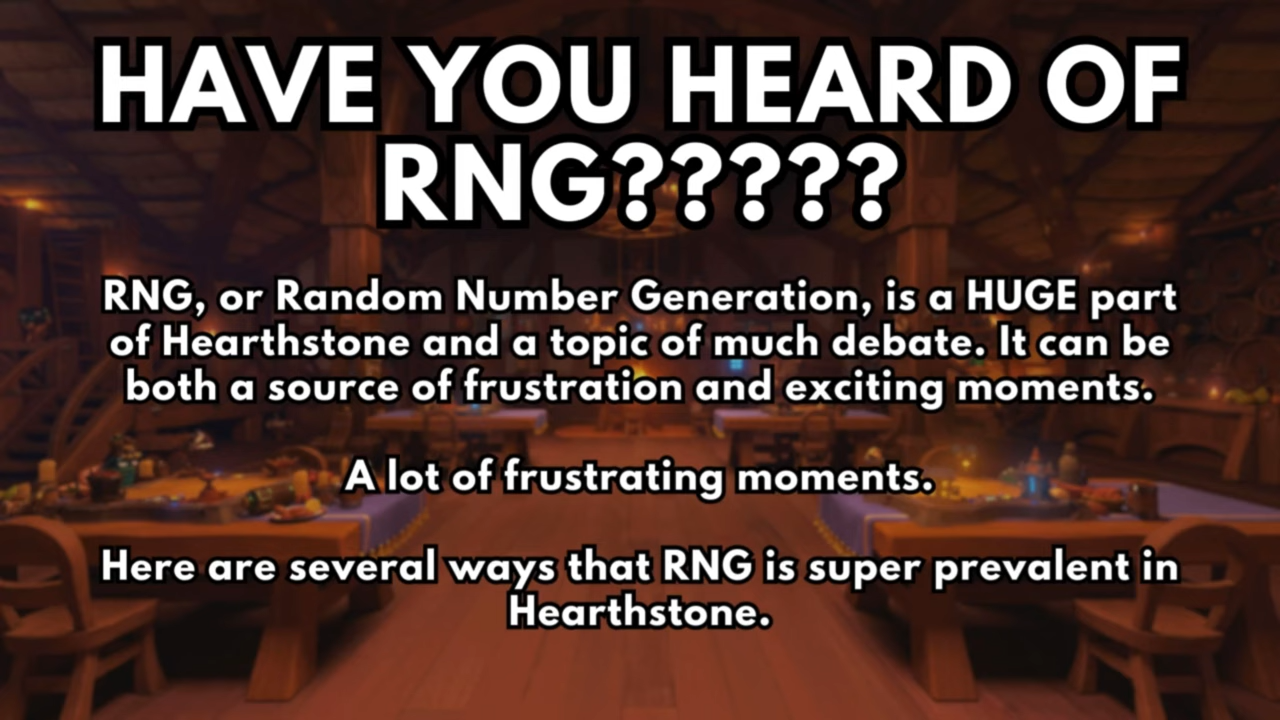 HAVE YOU HEARD OF
RNG?????
RNG, or Random Number Generation, is a HUGE part
of Hearthstone and a topic of much debate. It can be
both a source of frustration and exciting moments.
A lot of frustrating moments.
Here are several ways that RNG is super prevalent in
Hearthstone.